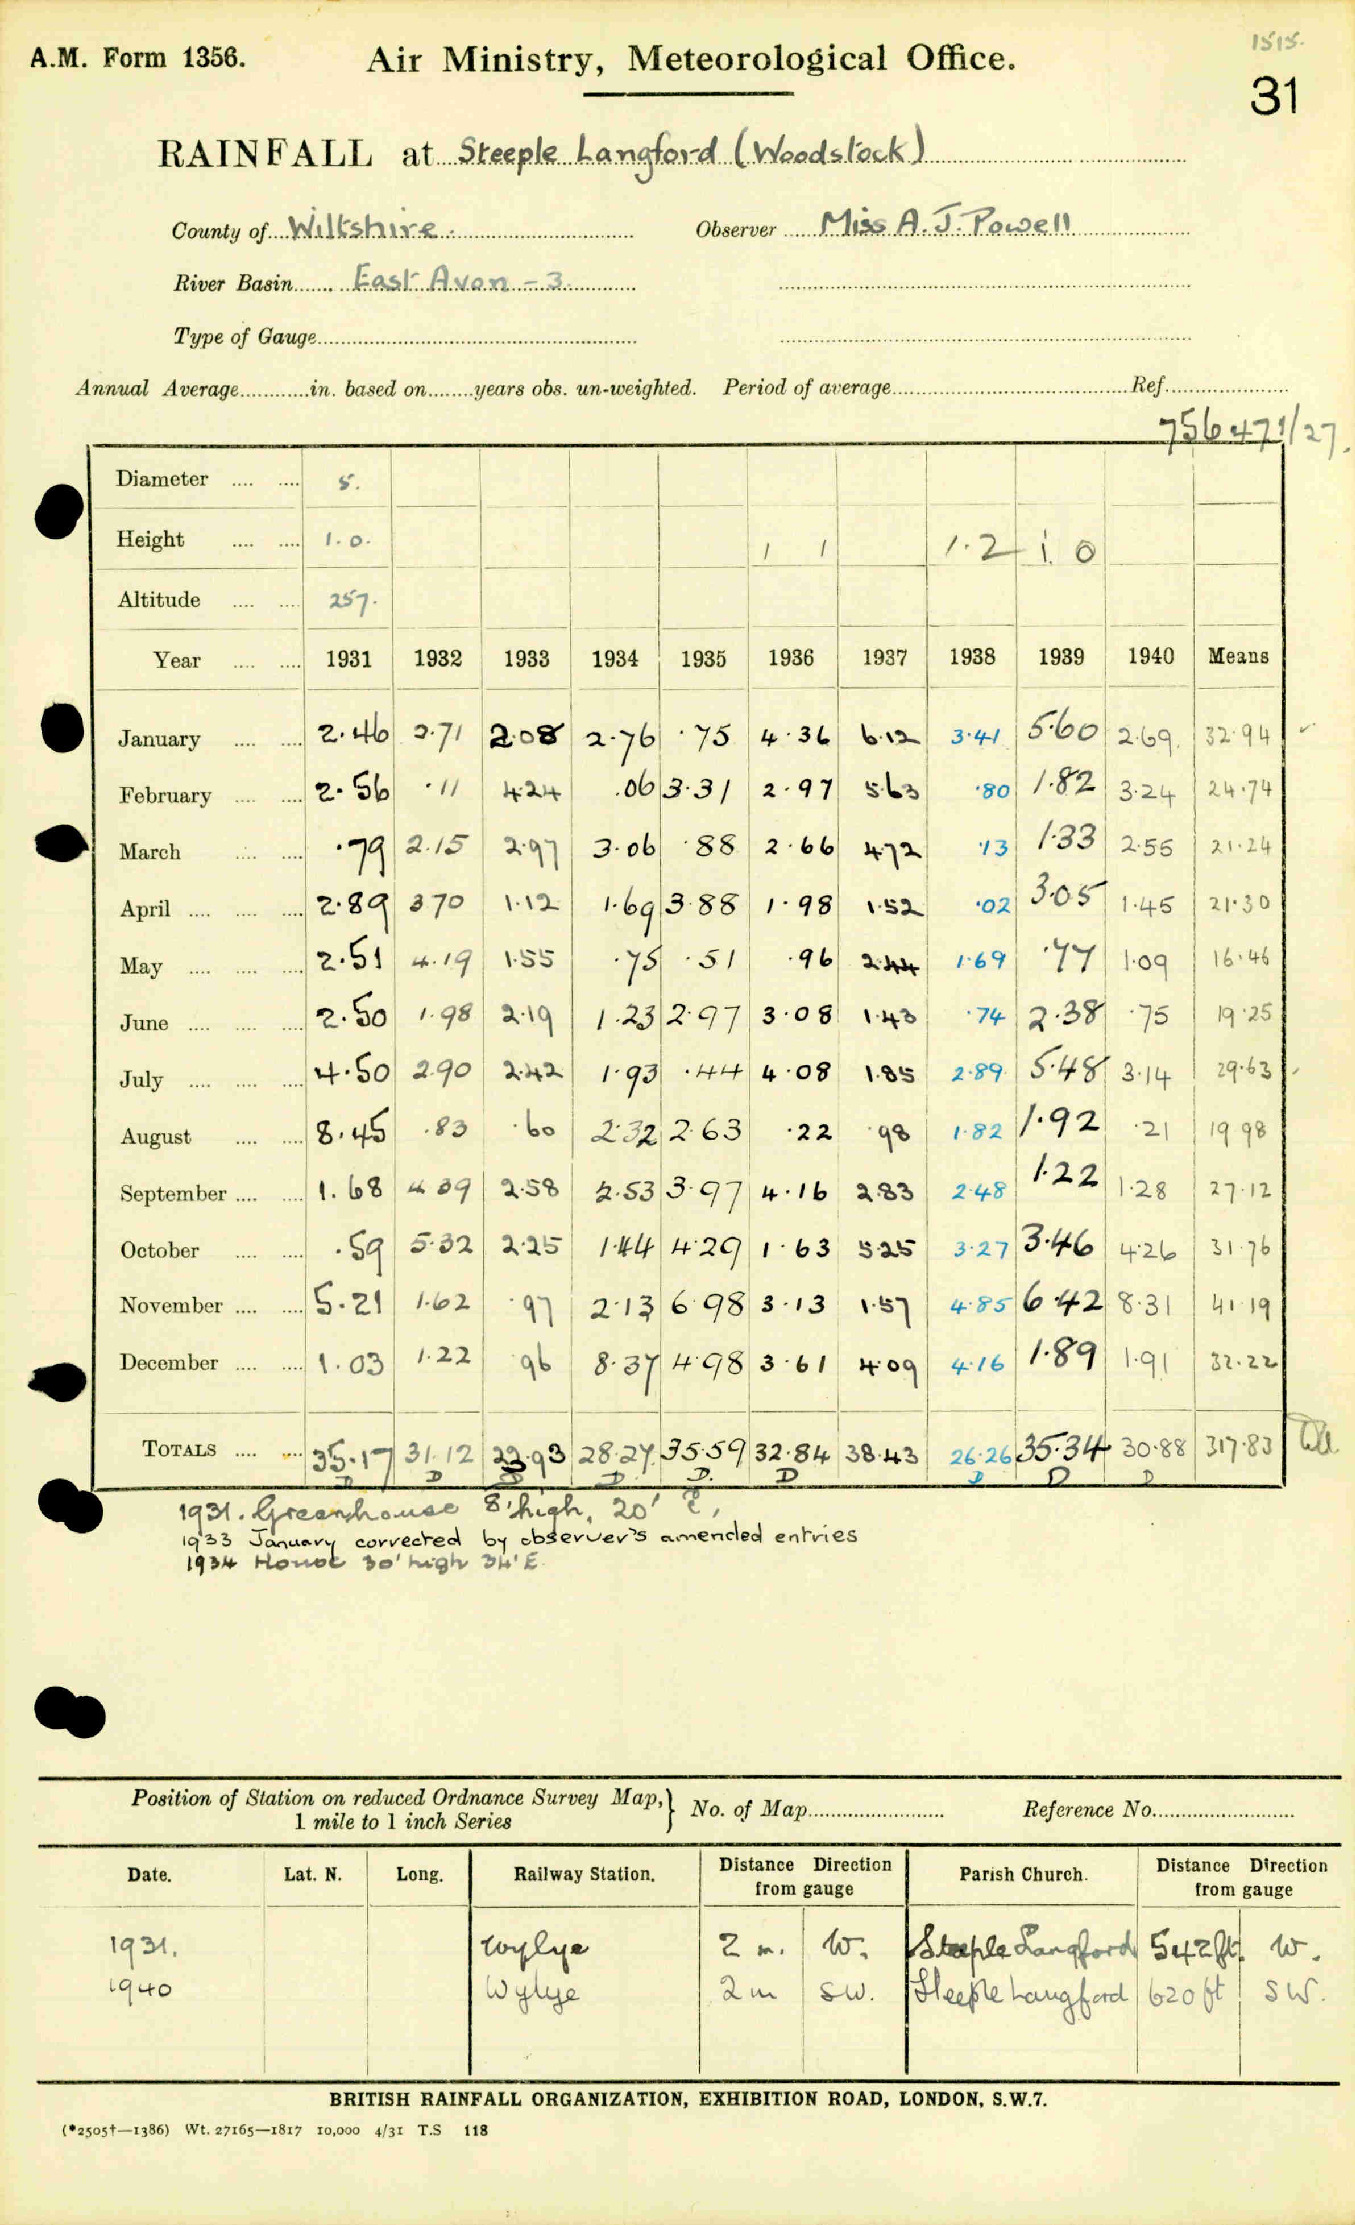 1515.
A.M. Form 1356.
Air Ministry, Meteorological Office.
31
RAINFALL at Steeple Langford (Woodstock)
County of Wiltshire. Observer Miss A. J. Powell
River Basin East Avon - 3
Type of Gauge
Annual Average in. based on years obs. un-weighted. Period of average Ref.
756471/27.
Diameter 5.
Height 1.0. 1 1 1.2 1.0
Altitude 257.
Year 1931 1932 1933 1934 1935 1936 1937 1938 1939 1940 Means
January 2.46 2.71 2.08 2.76 .75 4.36 6.12 3.41 5.60 2.69 32.94
February 2.56 .11 4.24 .06 3.31 2.97 5.63 .80 1.82 3.24 24.74
March .79 2.15 2.97 3.06 .88 2.66 4.72 .13 1.33 2.55 21.24
April 2.89 3.70 1.12 1.69 3.88 1.98 1.52 .02 3.05 1.45 21.30
May 2.51 4.19 1.55 .75 .51 .96 2.44 1.69 .77 1.09 16.46
June 2.50 1.98 2.19 1.23 2.97 3.08 1.43 .74 2.38 .75 19.25
July 4.50 2.90 2.42 1.93 .44 4.08 1.85 2.89 5.48 3.14 29.63
August 8.45 .83 .60 2.32 2.63 .22 .98 1.82 1.92 .21 19.98
September 1.68 4.39 2.58 2.53 3.97 4.16 2.83 2.48 1.22 1.28 27.12
October .59 5.32 2.25 1.44 4.29 1.63 5.25 3.27 3.46 4.26 31.76
November 5.21 1.62 .97 2.13 6.98 3.13 1.57 4.85 6.42 8.31 41.19
December 1.03 1.22 .96 8.37 4.98 3.61 4.09 4.16 1.89 1.91 32.22
TOTALS 35.17 31.12 23.93 28.27 35.59 32.84 38.43 26.26 35.34 30.88 317.83
D D D D D. D D D D
1931. Greenhouse 8' high, 20' E,
1933 January corrected by observer's amended entries
1934 House 30' high 34' E
Position of Station on reduced Ordnance Survey Map, 1 mile to 1 inch Series } No. of Map Reference No.
Date. Lat. N. Long. Railway Station. Distance Direction from gauge Parish Church. Distance Direction from gauge
1931. Wylye 2 m. W. Steeple Langford 542 ft. W.
1940 Wylye 2 m SW. Steeple Langford 620 ft SW.
BRITISH RAINFALL ORGANIZATION, EXHIBITION ROAD, LONDON, S.W.7.
(*2505†—1386) Wt. 27165—1817 10,000 4/31 T.S 118